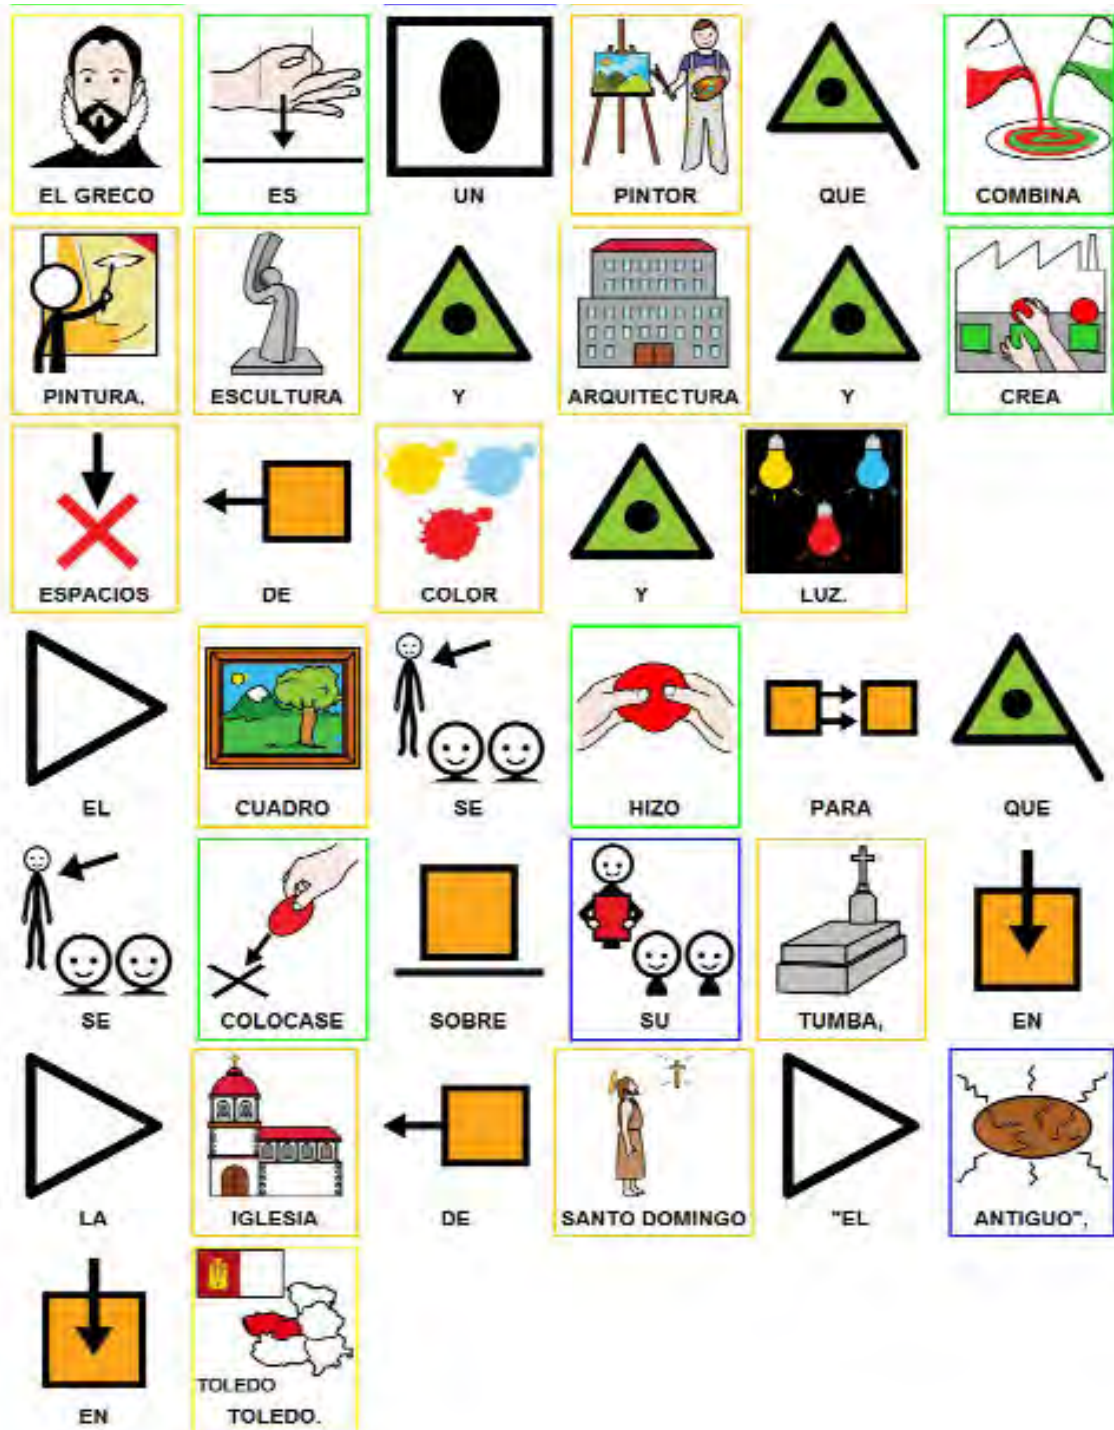 EL GRECO ES UN PINTOR QUE COMBINA
PINTURA, ESCULTURA Y ARQUITECTURA Y CREA
ESPACIOS DE COLOR Y LUZ.
EL CUADRO SE HIZO PARA QUE
SE COLOCASE SOBRE SU TUMBA, EN
LA IGLESIA DE SANTO DOMINGO "EL ANTIGUO",
TOLEDO
EN TOLEDO.